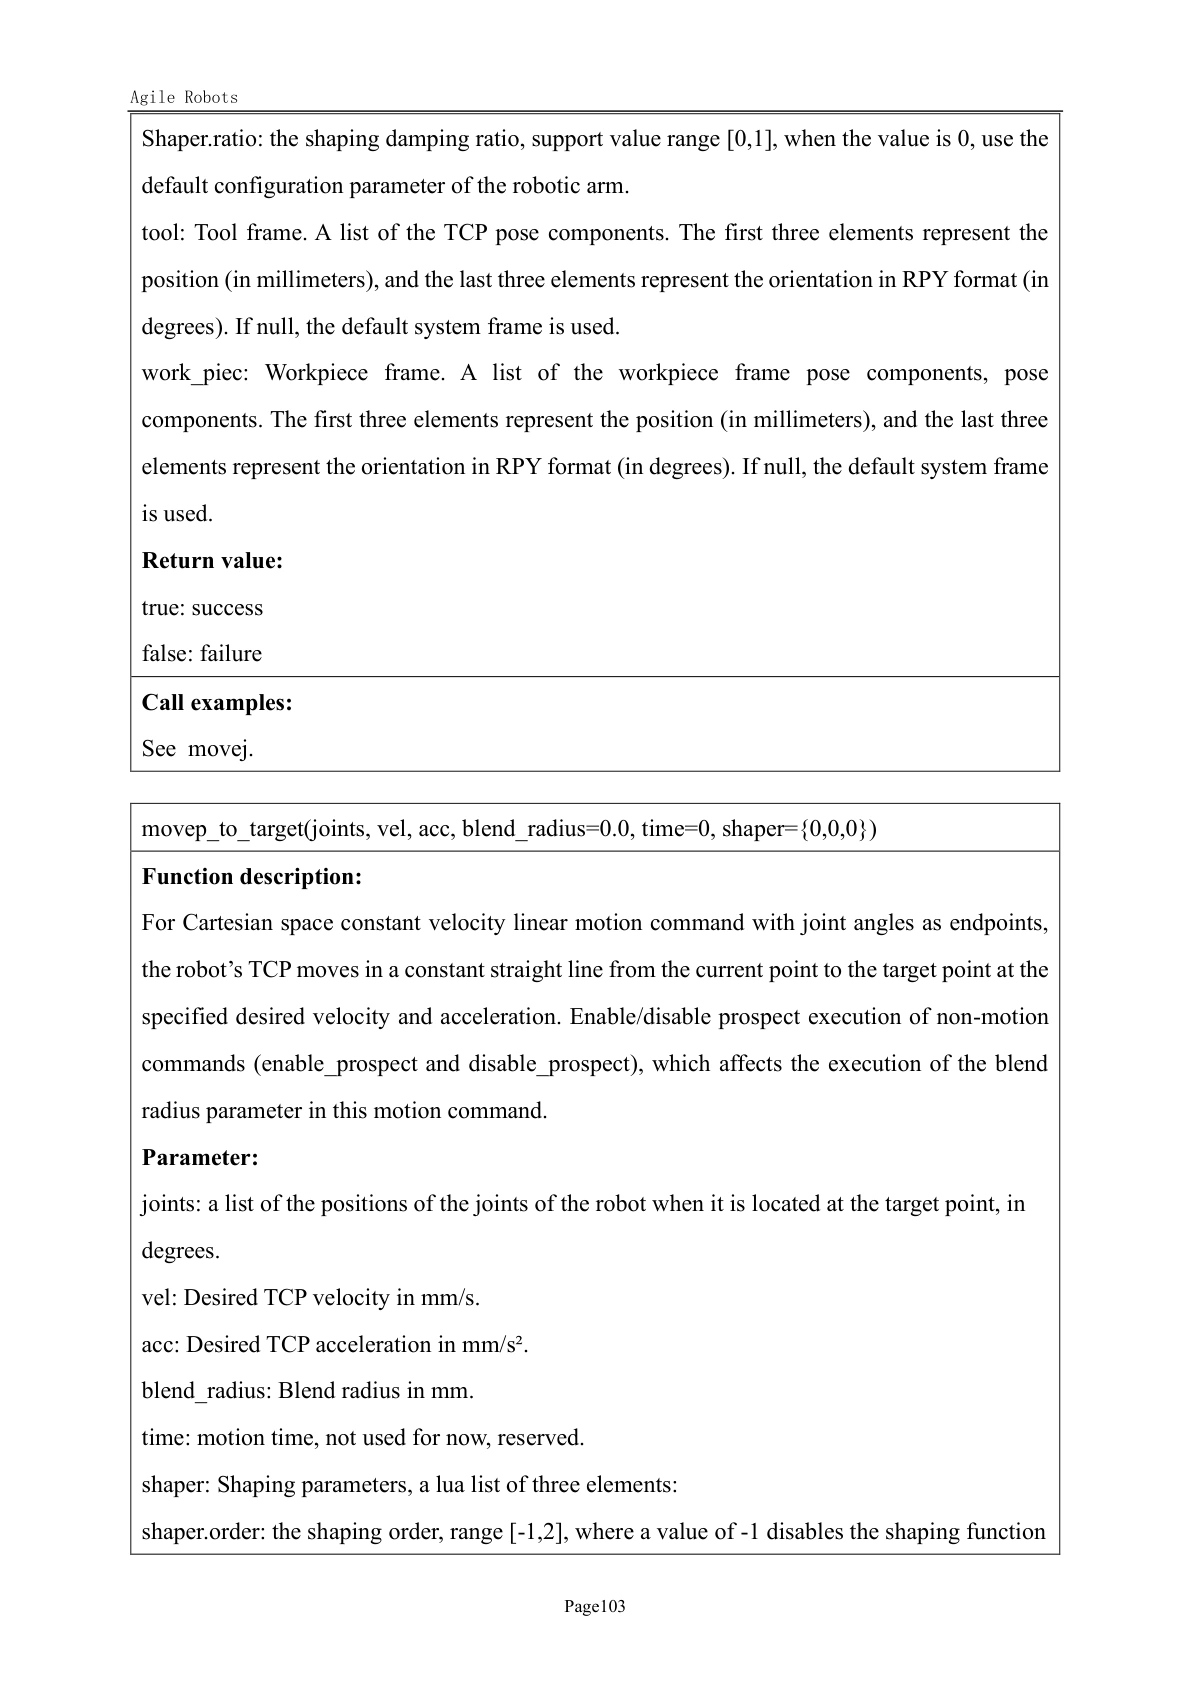 Agile Robots
Shaper.ratio: the shaping damping ratio, support value range [0,1], when the value is 0, use the
default configuration parameter of the robotic arm.
tool: Tool frame. A list of the TCP pose components. The first three elements represent the
position (in millimeters), and the last three elements represent the orientation in RPY format (in
degrees). If null, the default system frame is used.
work_piec: Workpiece frame. A list of the workpiece frame pose components, pose
components. The first three elements represent the position (in millimeters), and the last three
elements represent the orientation in RPY format (in degrees). If null, the default system frame
is used.
Return value:
true: success
false: failure
Call examples:
See movej.
movep_to_target(joints, vel, acc, blend_radius=0.0, time=0, shaper={0,0,0})
Function description:
For Cartesian space constant velocity linear motion command with joint angles as endpoints,
the robot’s TCP moves in a constant straight line from the current point to the target point at the
specified desired velocity and acceleration. Enable/disable prospect execution of non-motion
commands (enable_prospect and disable_prospect), which affects the execution of the blend
radius parameter in this motion command.
Parameter:
joints: a list of the positions of the joints of the robot when it is located at the target point, in
degrees.
vel: Desired TCP velocity in mm/s.
acc: Desired TCP acceleration in mm/s².
blend_radius: Blend radius in mm.
time: motion time, not used for now, reserved.
shaper: Shaping parameters, a lua list of three elements:
shaper.order: the shaping order, range [-1,2], where a value of -1 disables the shaping function
Page103